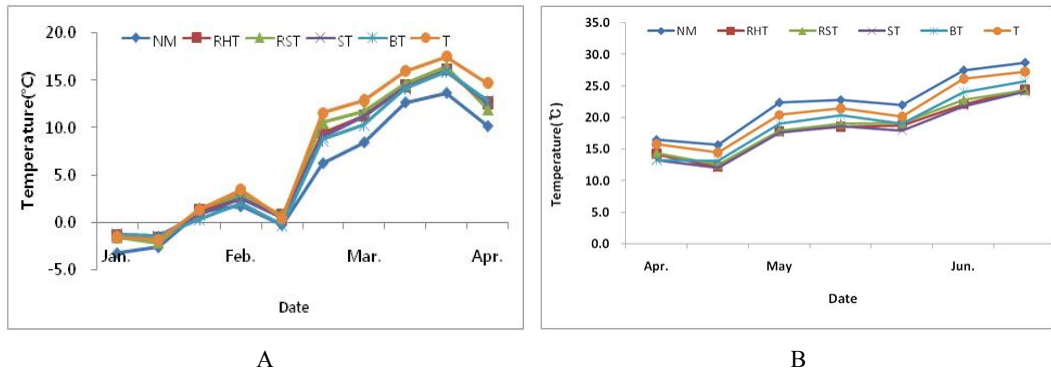 20.0
NM RHT RST ST BT T
15.0
10.0
5.0
0.0
-5.0
Temperature(°C)
Jan. Feb. Mar. Apr.
Date
A
35.0
NM RHT RST ST BT T
30.0
25.0
20.0
15.0
10.0
5.0
0.0
Temperature(℃)
Apr. May Jun.
Date
B